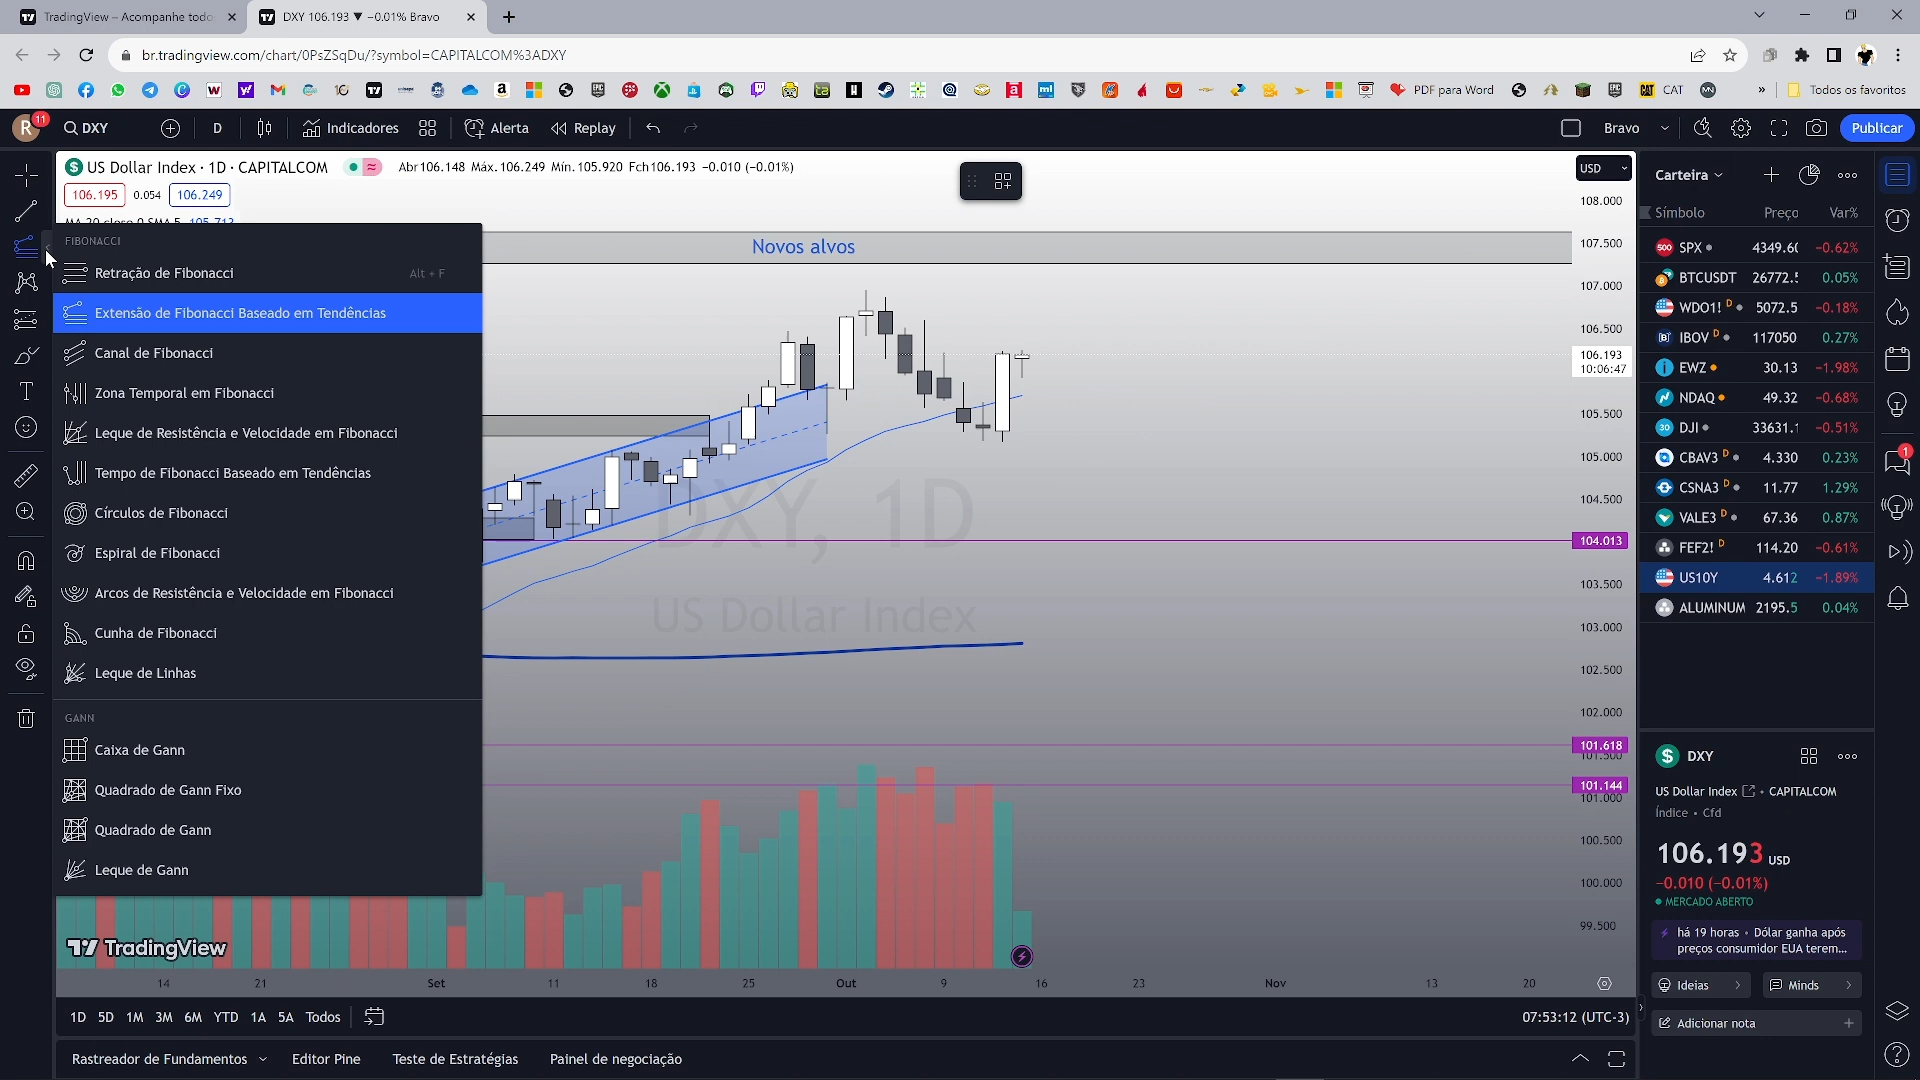 TradingView – Acompanhe todo
DXY 106.193 ▼ −0.01% Bravo
br.tradingview.com/chart/0PsZSqDu/?symbol=CAPITALCOM%3ADXY
PDF para Word
CAT
»
Todos os favoritos
R
11
DXY
D
Indicadores
Alerta
Replay
Bravo
Publicar
US Dollar Index · 1D · CAPITALCOM
Abr106.148 Máx.106.249 Mín.105.920 Fch106.193 −0.010 (−0.01%)
106.195
0.054
106.249
MA 20 close 0 SMA 5 105.713
FIBONACCI
Retração de Fibonacci
Alt + F
Extensão de Fibonacci Baseado em Tendências
Canal de Fibonacci
Zona Temporal em Fibonacci
Leque de Resistência e Velocidade em Fibonacci
Tempo de Fibonacci Baseado em Tendências
Círculos de Fibonacci
Espiral de Fibonacci
Arcos de Resistência e Velocidade em Fibonacci
Cunha de Fibonacci
Leque de Linhas
GANN
Caixa de Gann
Quadrado de Gann Fixo
Quadrado de Gann
Leque de Gann
Novos alvos
DXY, 1D
US Dollar Index
USD
108.000
107.500
107.000
106.500
106.193
10:06:47
105.500
105.000
104.500
104.013
103.500
103.000
102.500
102.000
101.618
101.500
101.144
101.000
100.500
100.000
99.500
TradingView
14
21
Set
11
18
25
Out
9
16
23
Nov
13
20
1D 5D 1M 3M 6M YTD 1A 5A Todos
07:53:12 (UTC-3)
Rastreador de Fundamentos
Editor Pine
Teste de Estratégias
Painel de negociação
Carteira
Símbolo Preço Var%
SPX 4349.60 −0.62%
BTCUSDT 26772.5 0.05%
WDO1! D 5072.5 −0.18%
IBOV D 117050 0.27%
EWZ 30.13 −1.98%
NDAQ 49.32 −0.68%
DJI 33631.1 −0.51%
CBAV3 D 4.330 0.23%
CSNA3 D 11.77 1.29%
VALE3 D 67.36 0.87%
FEF2! D 114.20 −0.61%
US10Y 4.612 −1.89%
ALUMINUM 2195.5 0.04%
1
DXY
US Dollar Index • CAPITALCOM
Índice • Cfd
106.193 USD
−0.010 (−0.01%)
MERCADO ABERTO
há 19 horas • Dólar ganha após
preços consumidor EUA terem...
Ideias
Minds
Adicionar nota